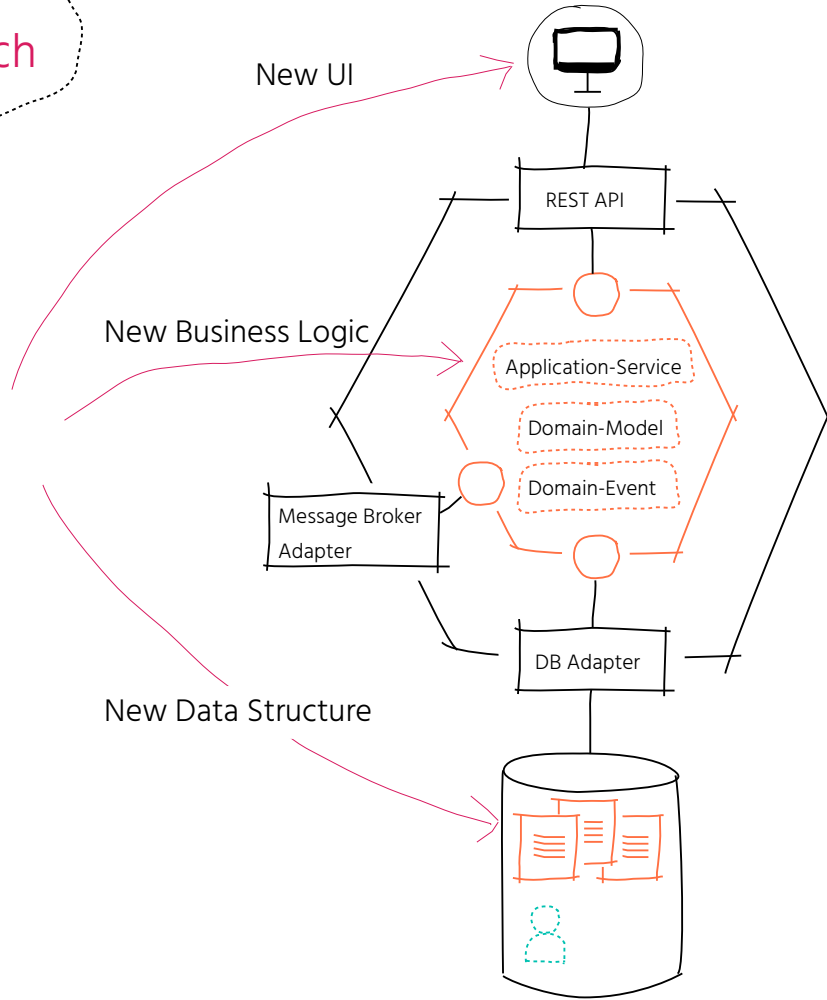 New UI
REST API
New Business Logic
Application-Service
Domain-Model
Domain-Event
Message Broker
Adapter
DB Adapter
New Data Structure